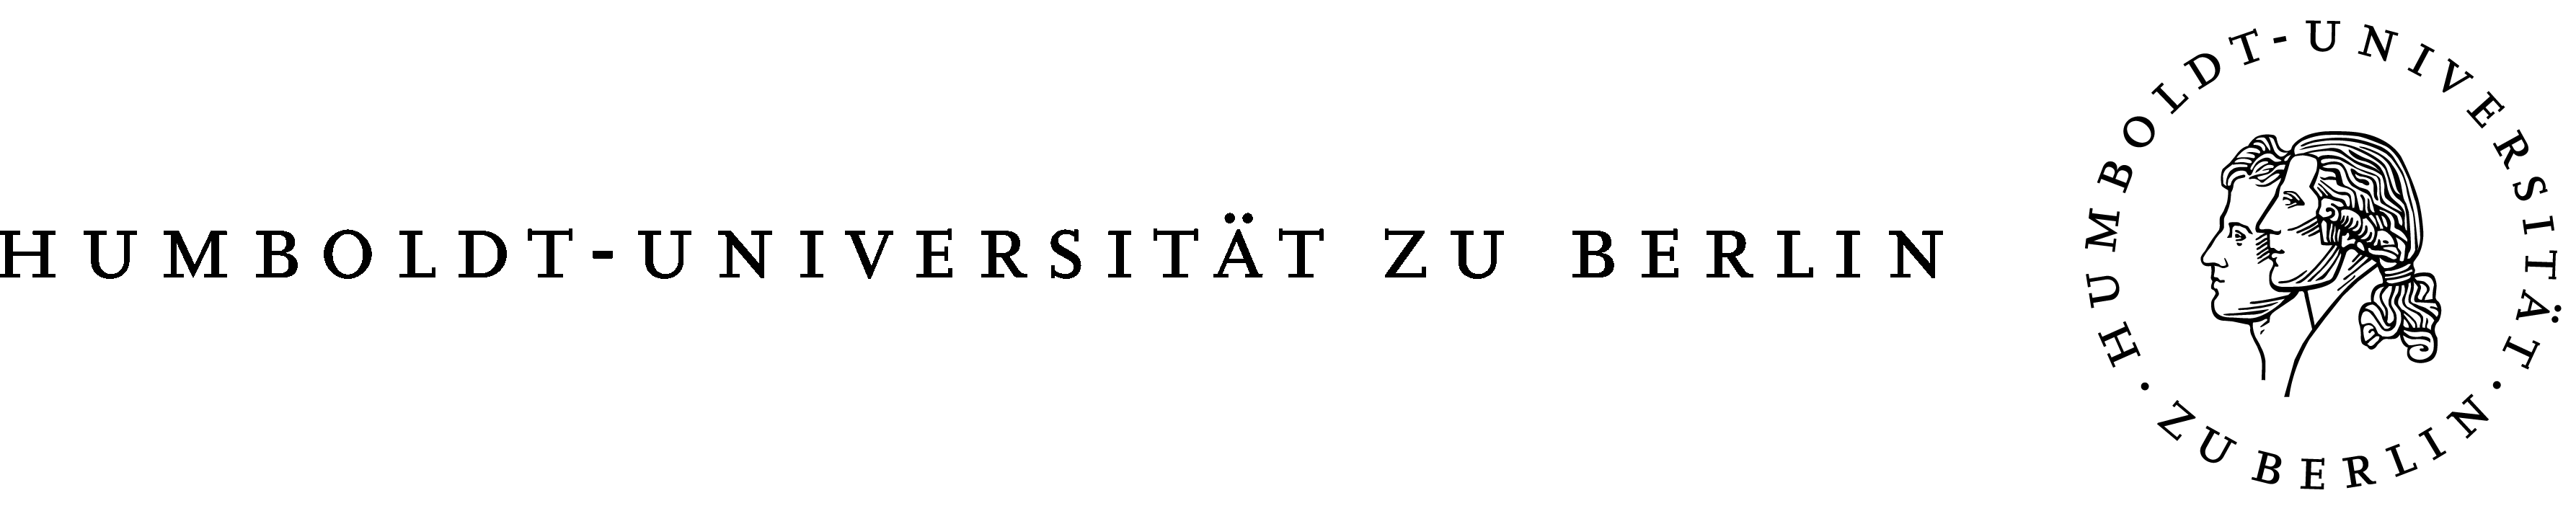 HUMBOLDT-UNIVERSITÄT ZU BERLIN
HUMBOLDT-UNIVERSITÄT
· ZU BERLIN ·